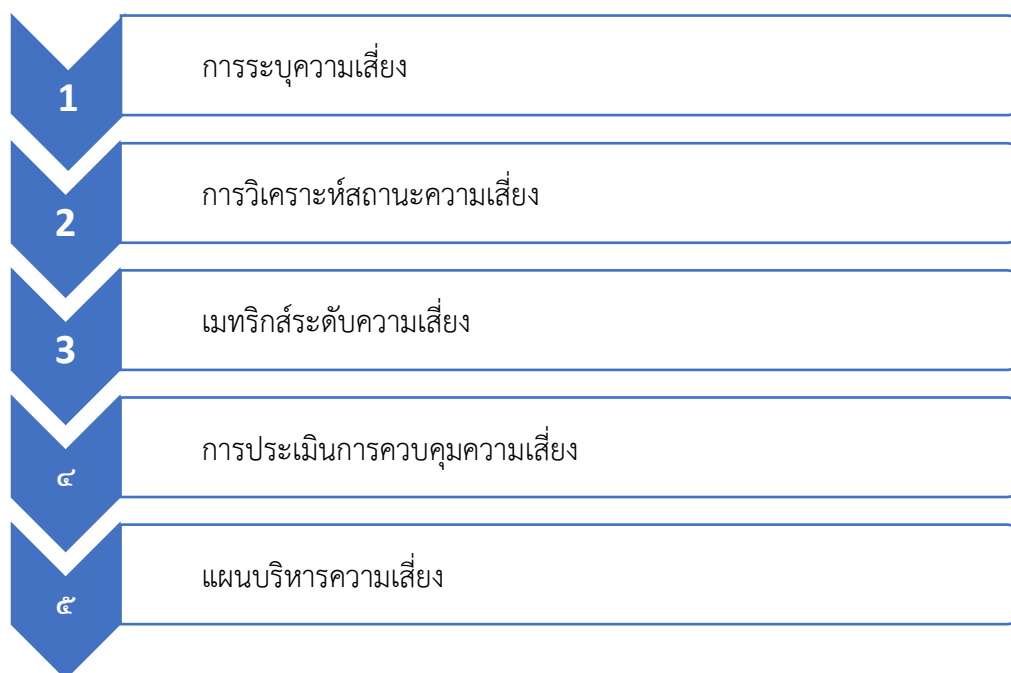 1
การระบุความเสี่ยง
2
การวิเคราะห์สถานะความเสี่ยง
3
เมทริกส์ระดับความเสี่ยง
๔
การประเมินการควบคุมความเสี่ยง
๕
แผนบริหารความเสี่ยง